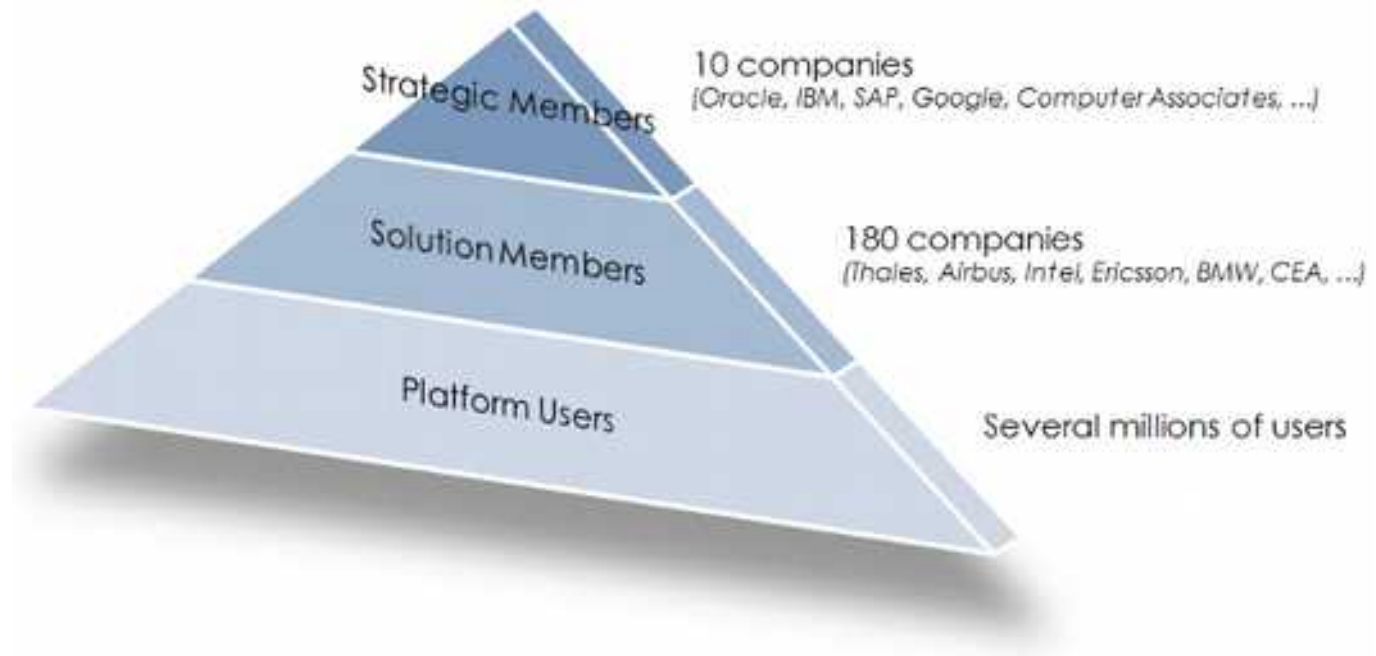 Strategic Members
10 companies
(Oracle, IBM, SAP, Google, Computer Associates, ...)
Solution Members
180 companies
(Thales, Airbus, Intel, Ericsson, BMW, CEA, ...)
Platform Users
Several millions of users